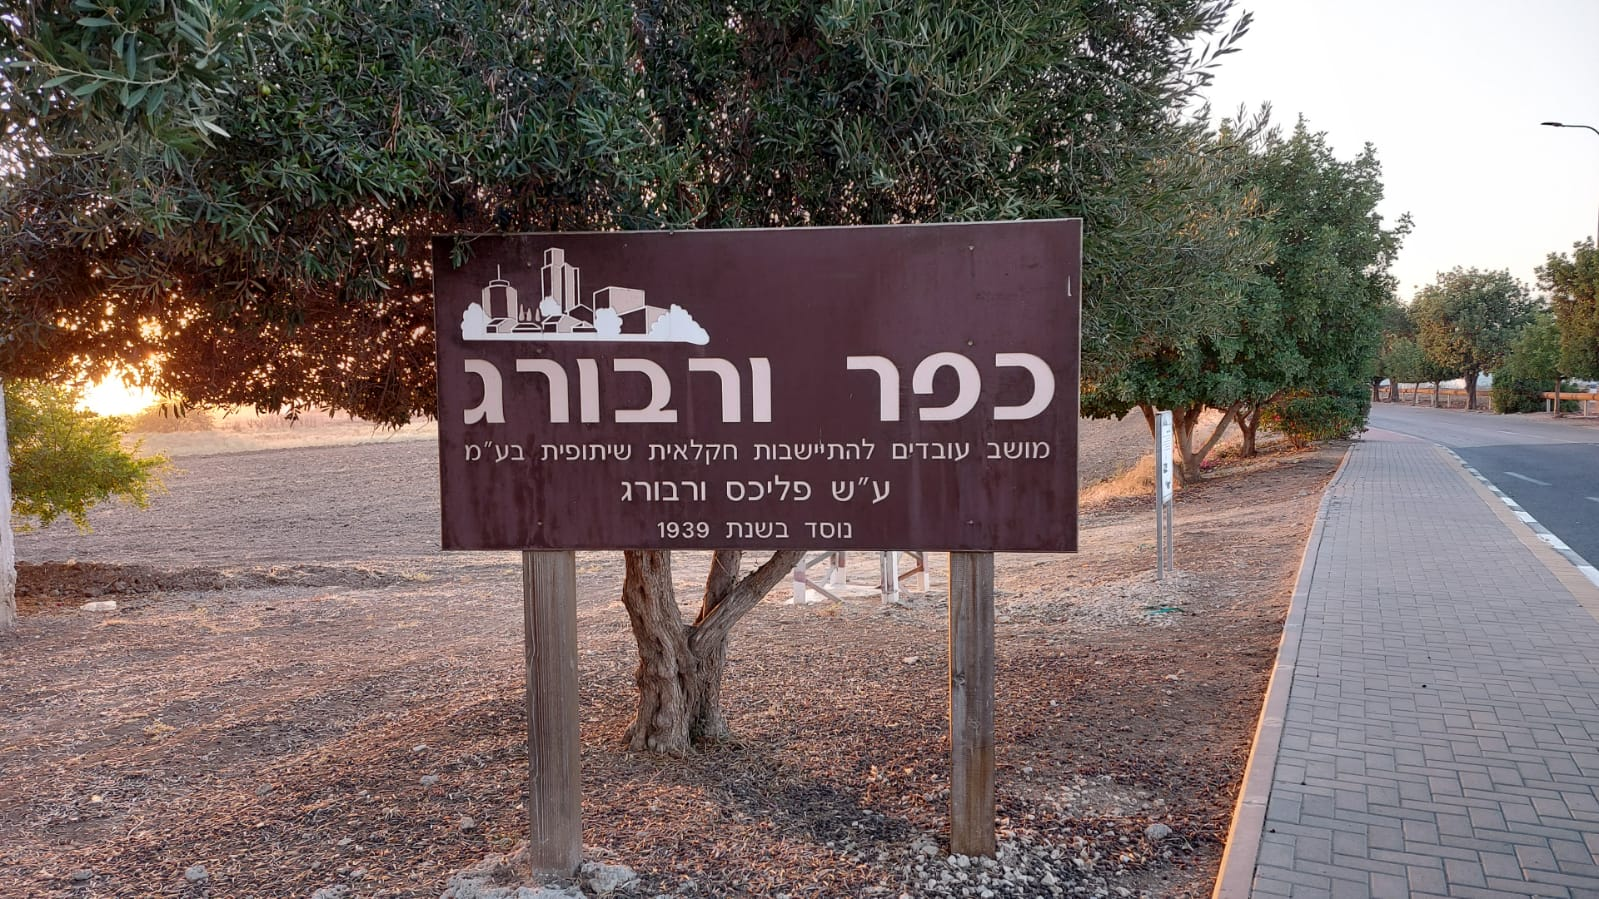 כפר ורבורג
מושב עובדים להתיישבות חקלאית שיתופית בע״מ
ע״ש פליכס ורבורג
נוסד בשנת 1939